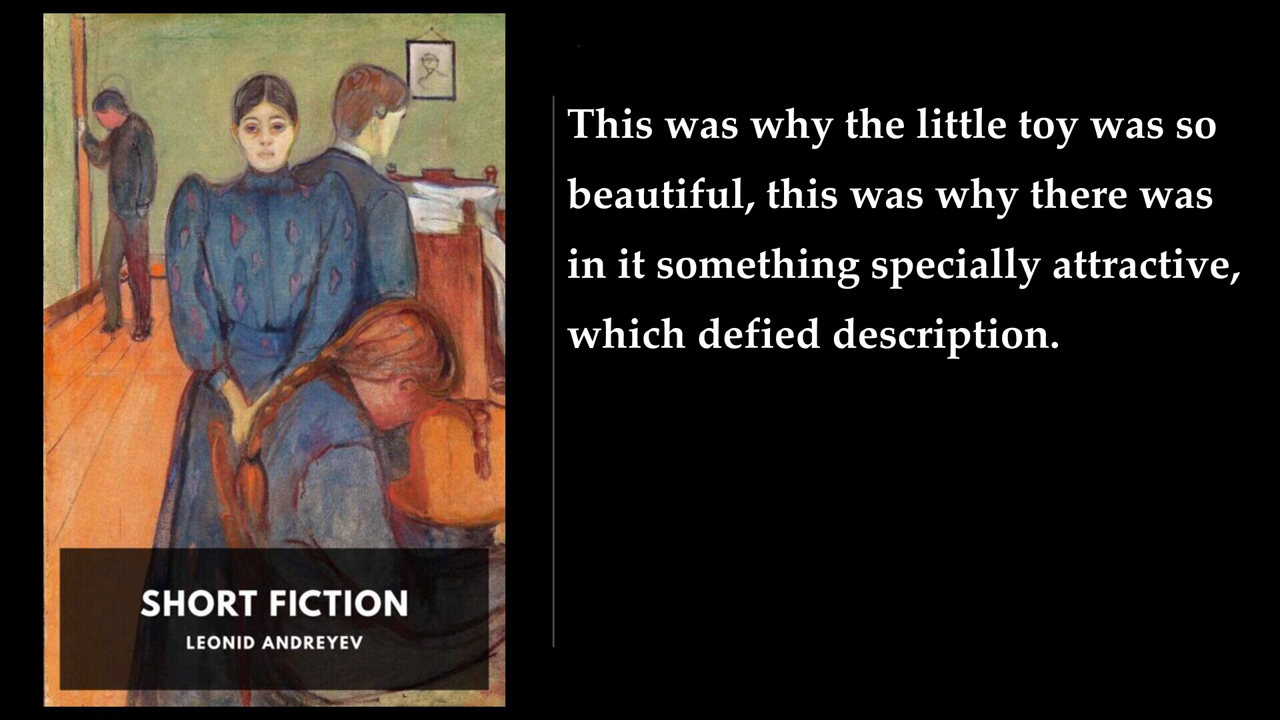 This was why the little toy was so
beautiful, this was why there was
in it something specially attractive,
which defied description.
SHORT FICTION
LEONID ANDREYEV